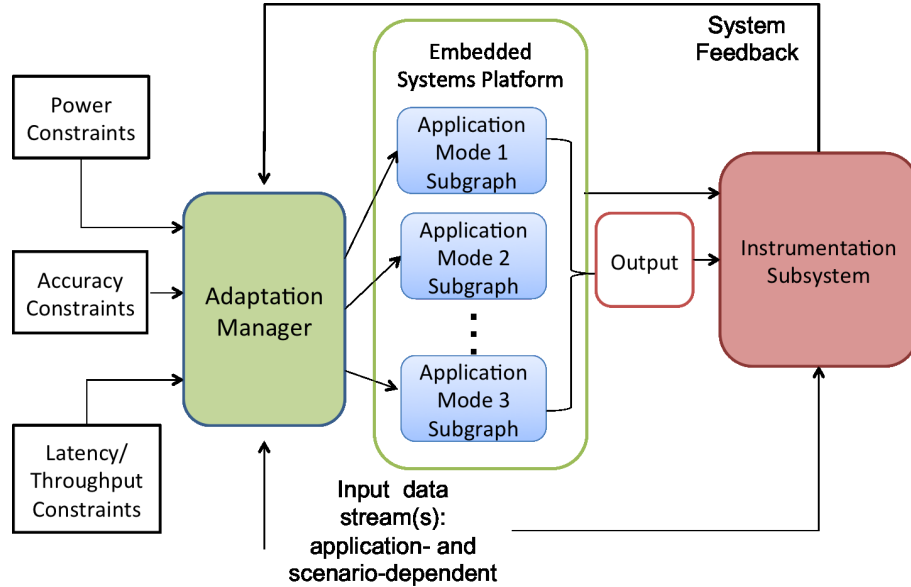 System
Feedback
Embedded
Systems Platform
Power
Constraints
Accuracy
Constraints
Latency/
Throughput
Constraints
Adaptation
Manager
Application
Mode 1
Subgraph
Application
Mode 2
Subgraph
Application
Mode 3
Subgraph
Output
Instrumentation
Subsystem
Input data
stream(s):
application- and
scenario-dependent